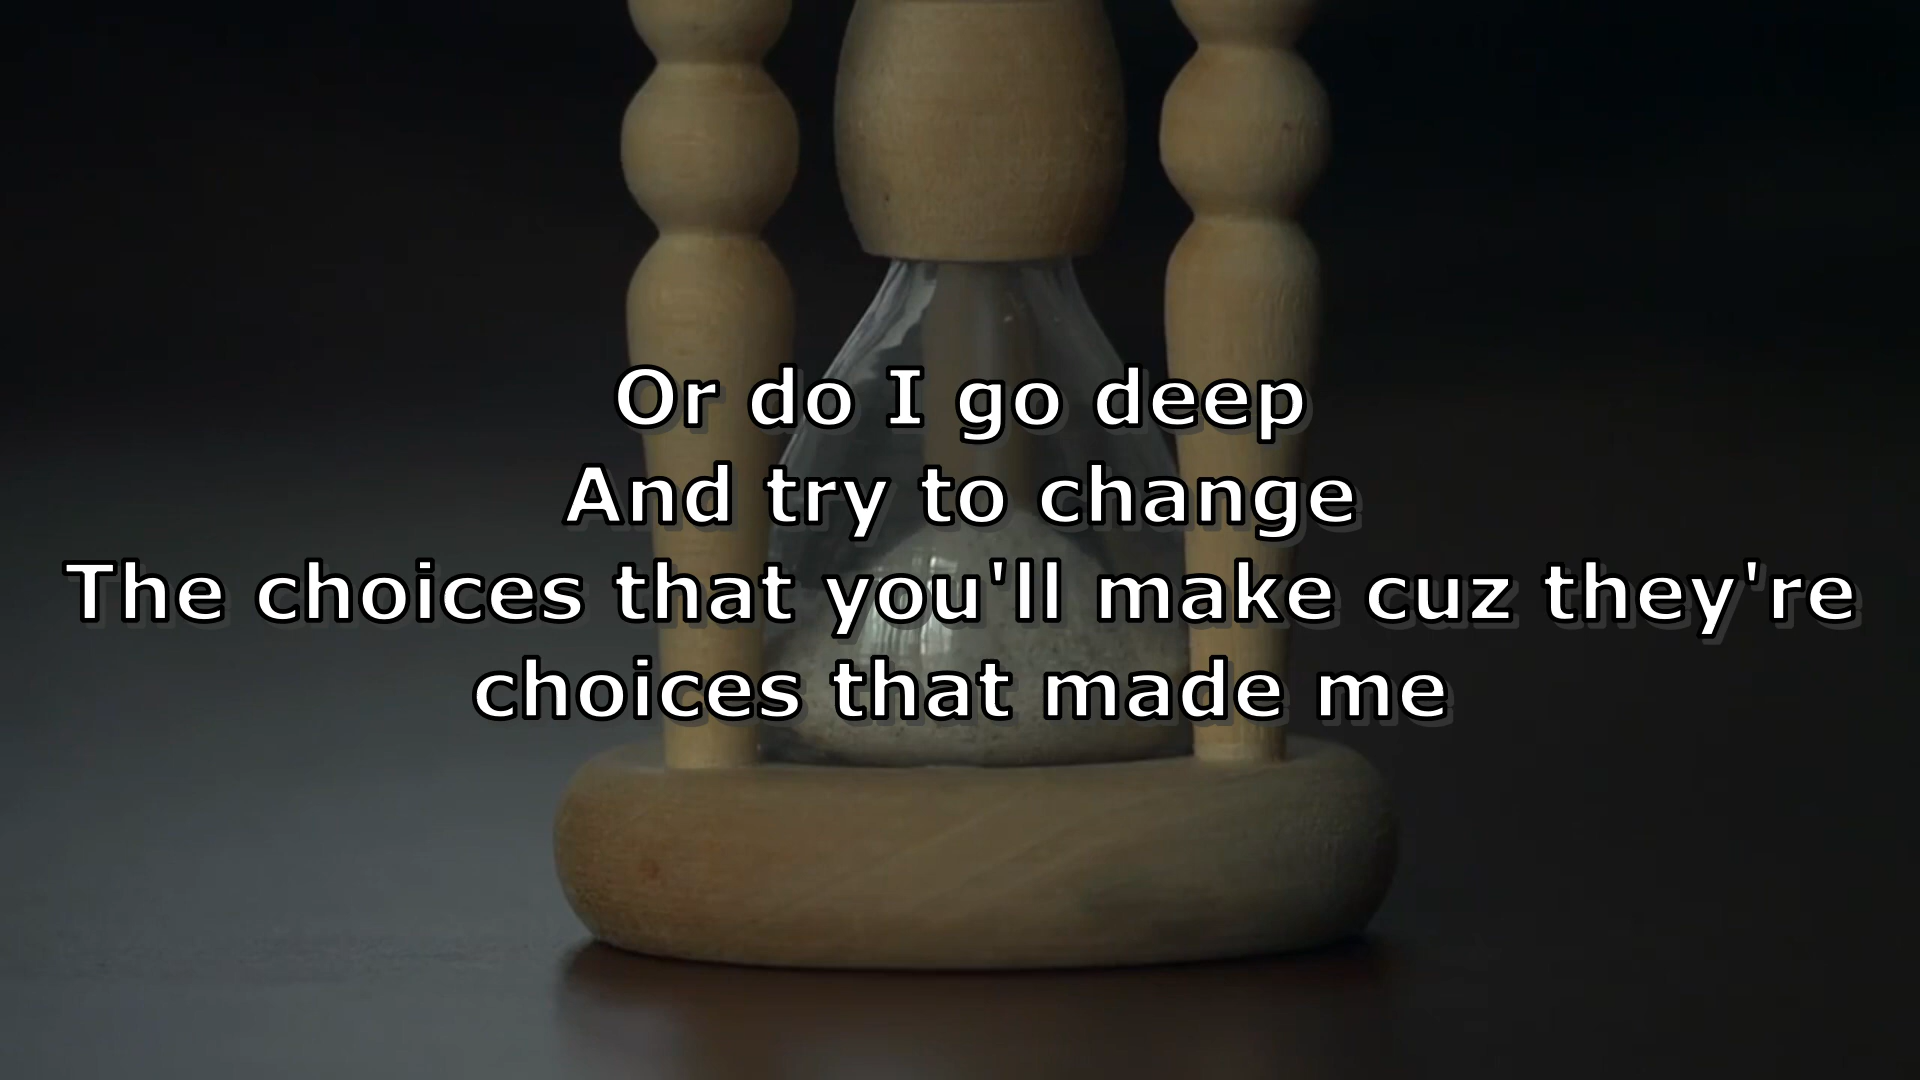 Or do I go deep
And try to change
The choices that you'll make cuz they're
choices that made me